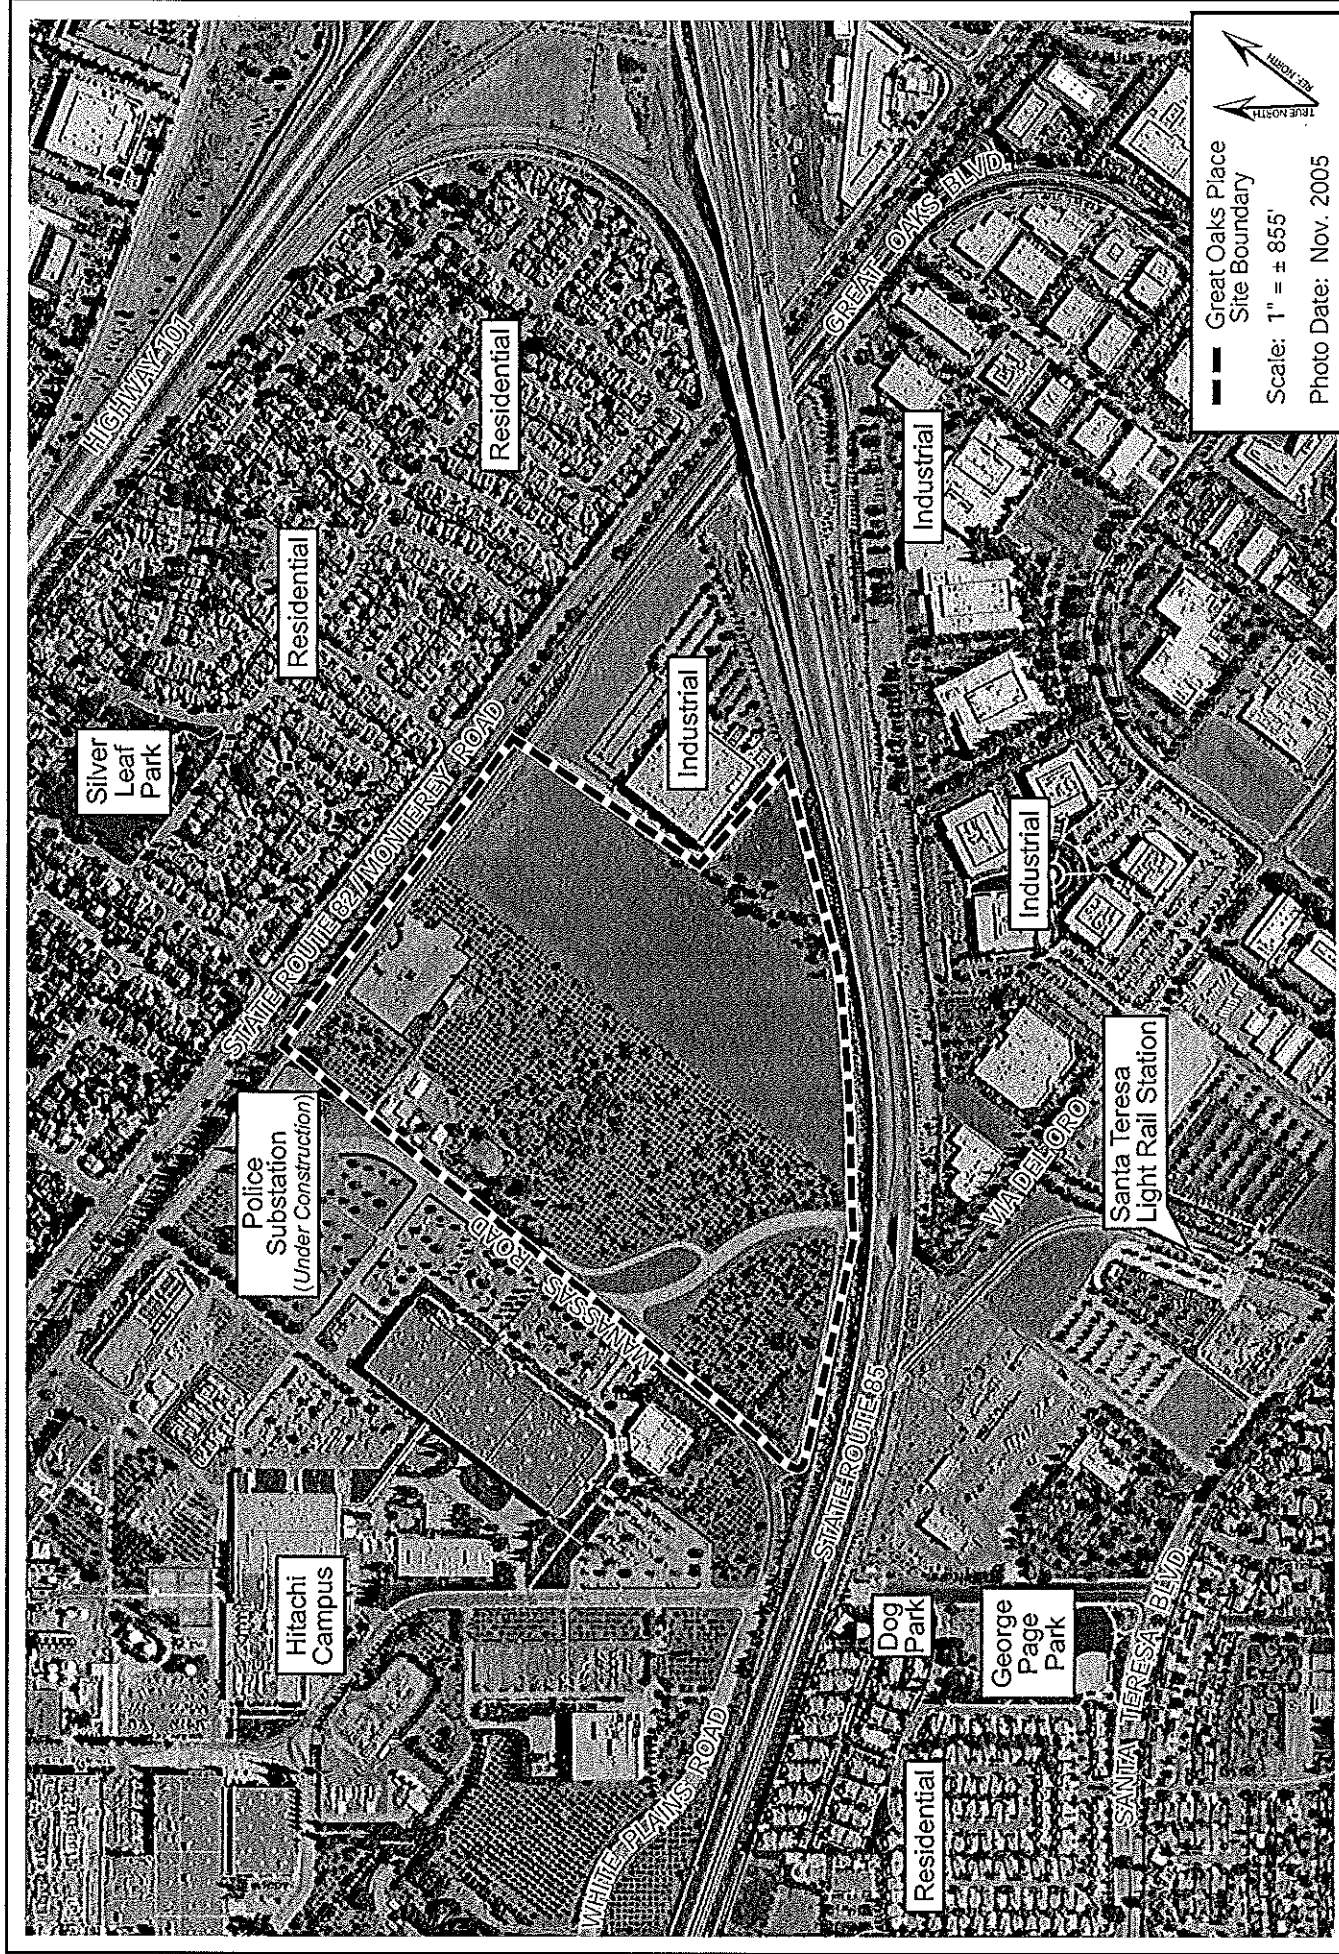 HIGHWAY 101
Silver
Leaf
Park
Residential
Residential
STATE ROUTE 82 // MONTEREY ROAD
Police
Substation
(Under Construction)
Hitachi
Campus
MANASSAS ROAD
Industrial
GREAT OAKS BLVD.
WHITE PLAINS ROAD
STATE ROUTE 85
Industrial
Industrial
VIA DEL ORO
Santa Teresa
Light Rail Station
Dog
Park
George
Page
Park
Residential
SANTA TERESA BLVD.
Great Oaks Place
Site Boundary
Scale: 1" = ± 855'
Photo Date: Nov. 2005
TRUE NORTH
REF. NORTH